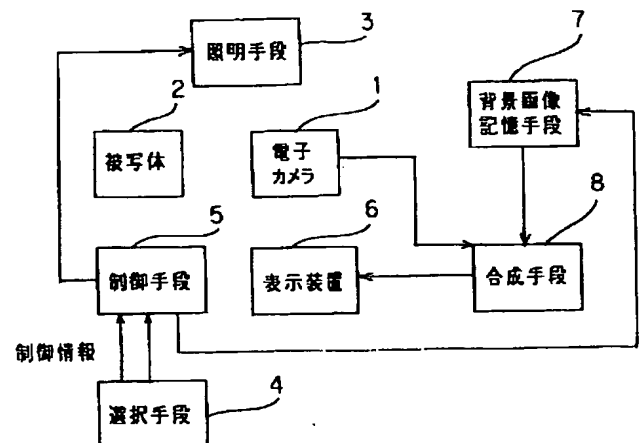 3
照明手段
7
背景画像
記憶手段
2
被写体
1
電子
カメラ
5
制御手段
6
表示装置
8
合成手段
制御情報
4
選択手段